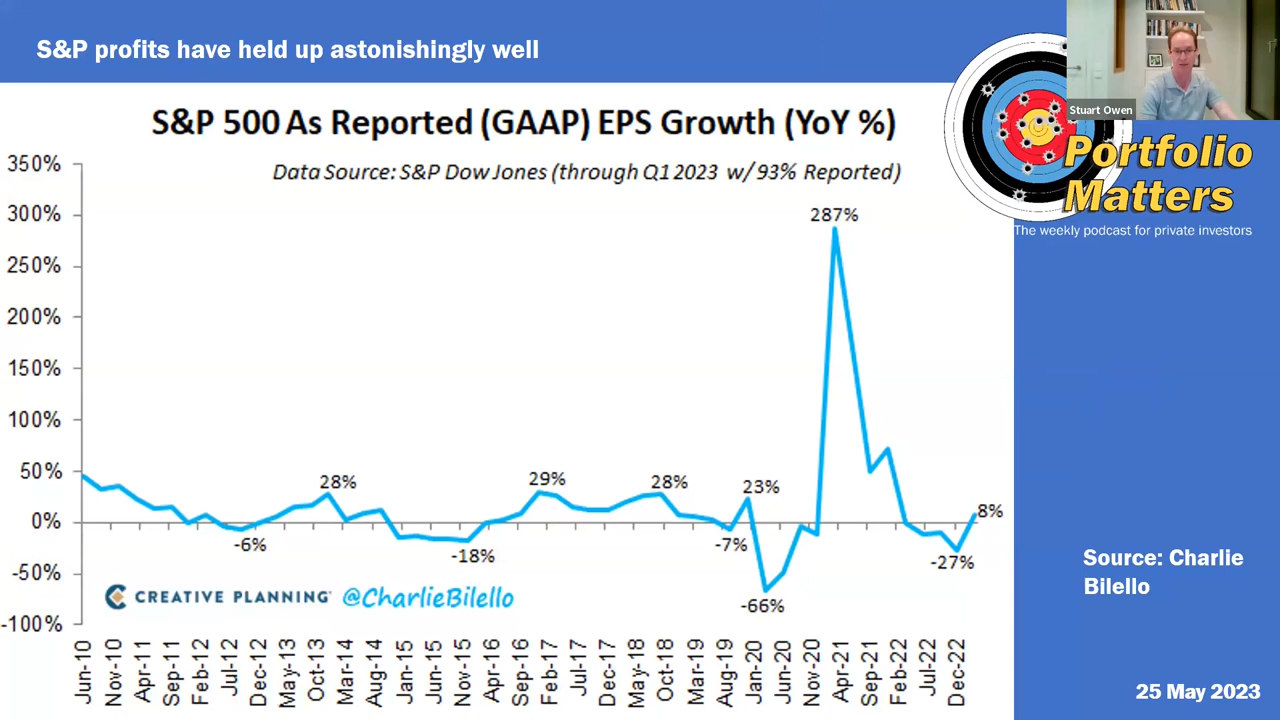 S&P profits have held up astonishingly well
Stuart Owen
Portfolio
Matters
The weekly podcast for private investors
S&P 500 As Reported (GAAP) EPS Growth (YoY %)
Data Source: S&P Dow Jones (through Q1 2023 w/ 93% Reported)
350%
300%
250%
200%
150%
100%
50%
0%
-50%
-100%
-6%
28%
-18%
29%
28%
-7%
23%
-66%
287%
-27%
8%
CREATIVE PLANNING
@CharlieBilello
Jun-10
Nov-10
Apr-11
Sep-11
Feb-12
Jul-12
Dec-12
May-13
Oct-13
Mar-14
Aug-14
Jan-15
Jun-15
Nov-15
Apr-16
Sep-16
Feb-17
Jul-17
Dec-17
May-18
Oct-18
Mar-19
Aug-19
Jan-20
Jun-20
Nov-20
Apr-21
Sep-21
Feb-22
Jul-22
Dec-22
Source: Charlie
Bilello
25 May 2023